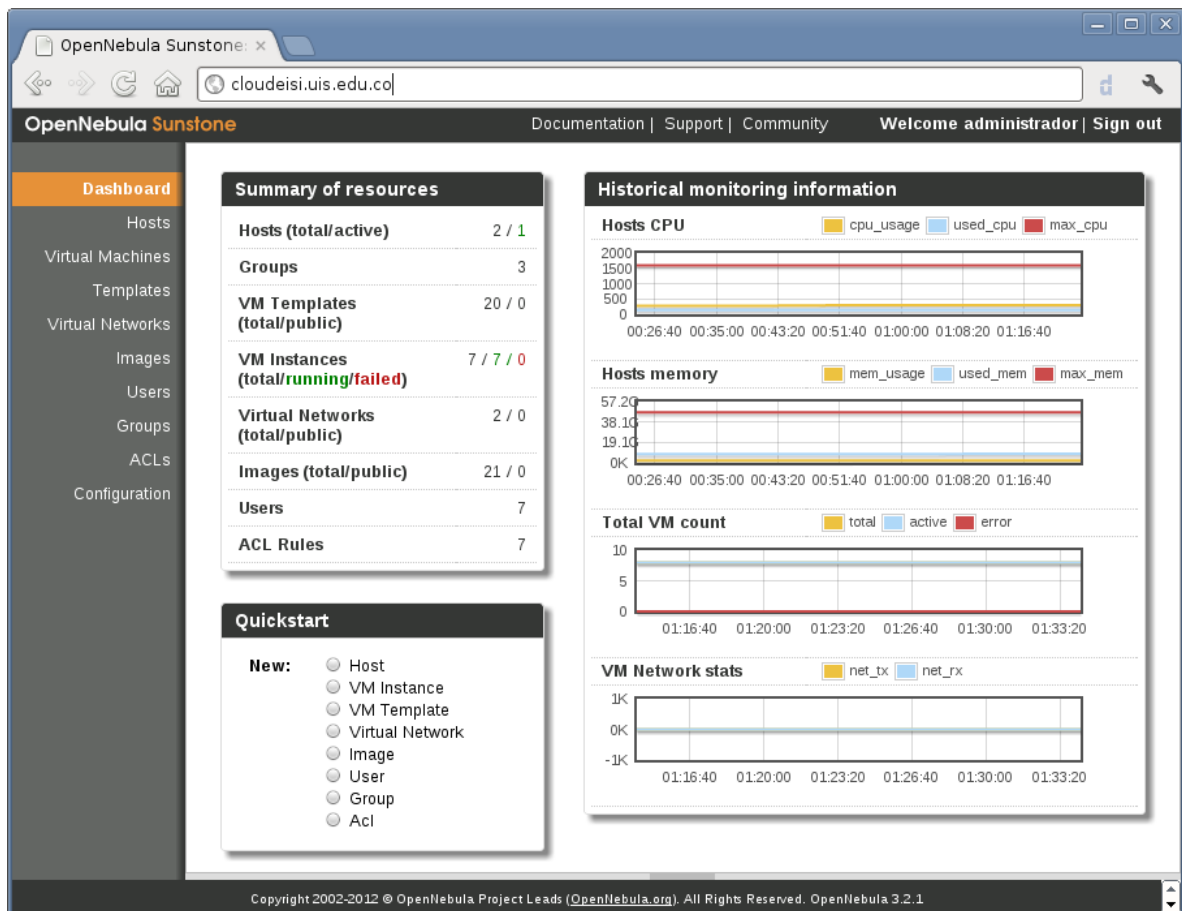 OpenNebula Sunstone:
cloudeisi.uis.edu.co
OpenNebula Sunstone
Documentation | Support | Community
Welcome administrador | Sign out
Dashboard
Hosts
Virtual Machines
Templates
Virtual Networks
Images
Users
Groups
ACLs
Configuration
Summary of resources
Hosts (total/active) 2 / 1
Groups 3
VM Templates
(total/public) 20 / 0
VM Instances
(total/running/failed) 7 / 7 / 0
Virtual Networks
(total/public) 2 / 0
Images (total/public) 21 / 0
Users 7
ACL Rules 7
Quickstart
New:
Host
VM Instance
VM Template
Virtual Network
Image
User
Group
Acl
Historical monitoring information
Hosts CPU cpu_usage used_cpu max_cpu
2000
1500
1000
500
0
00:26:40 00:35:00 00:43:20 00:51:40 01:00:00 01:08:20 01:16:40
Hosts memory mem_usage used_mem max_mem
57.2G
38.1G
19.1G
0K
00:26:40 00:35:00 00:43:20 00:51:40 01:00:00 01:08:20 01:16:40
Total VM count total active error
10
5
0
01:16:40 01:20:00 01:23:20 01:26:40 01:30:00 01:33:20
VM Network stats net_tx net_rx
1K
0K
-1K
01:16:40 01:20:00 01:23:20 01:26:40 01:30:00 01:33:20
Copyright 2002-2012 © OpenNebula Project Leads (OpenNebula.org). All Rights Reserved. OpenNebula 3.2.1